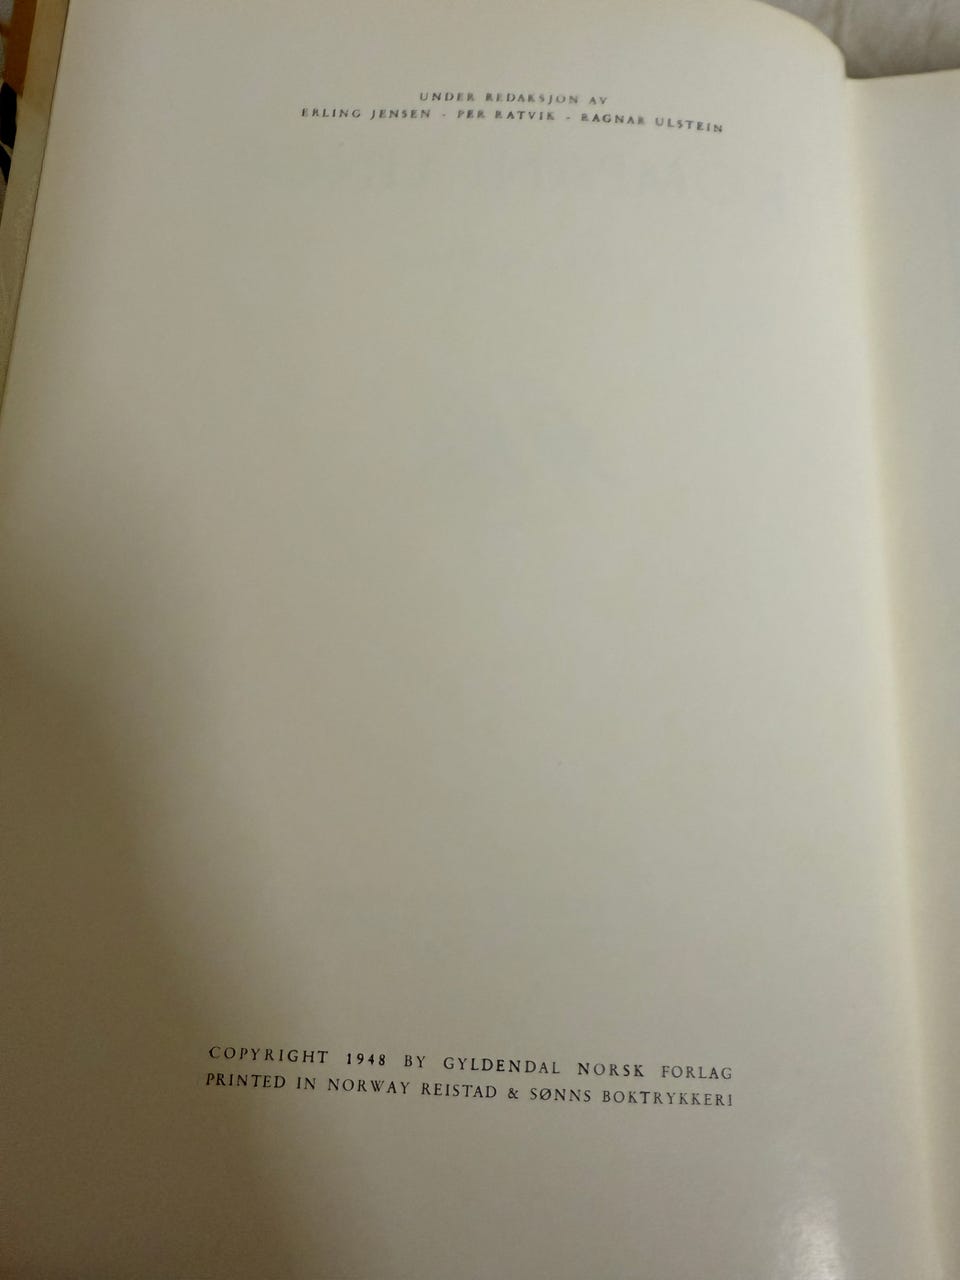 UNDER REDAKSJON AV
ERLING JENSEN - PER RATVIK - RAGNAR ULSTEIN
COPYRIGHT 1948 BY GYLDENDAL NORSK FORLAG
PRINTED IN NORWAY REISTAD & SØNNS BOKTRYKKERI